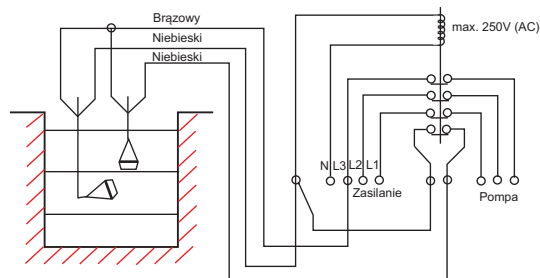 Brązowy
Niebieski
Niebieski
max. 250V (AC)
N L3 L2 L1
Zasilanie
Pompa